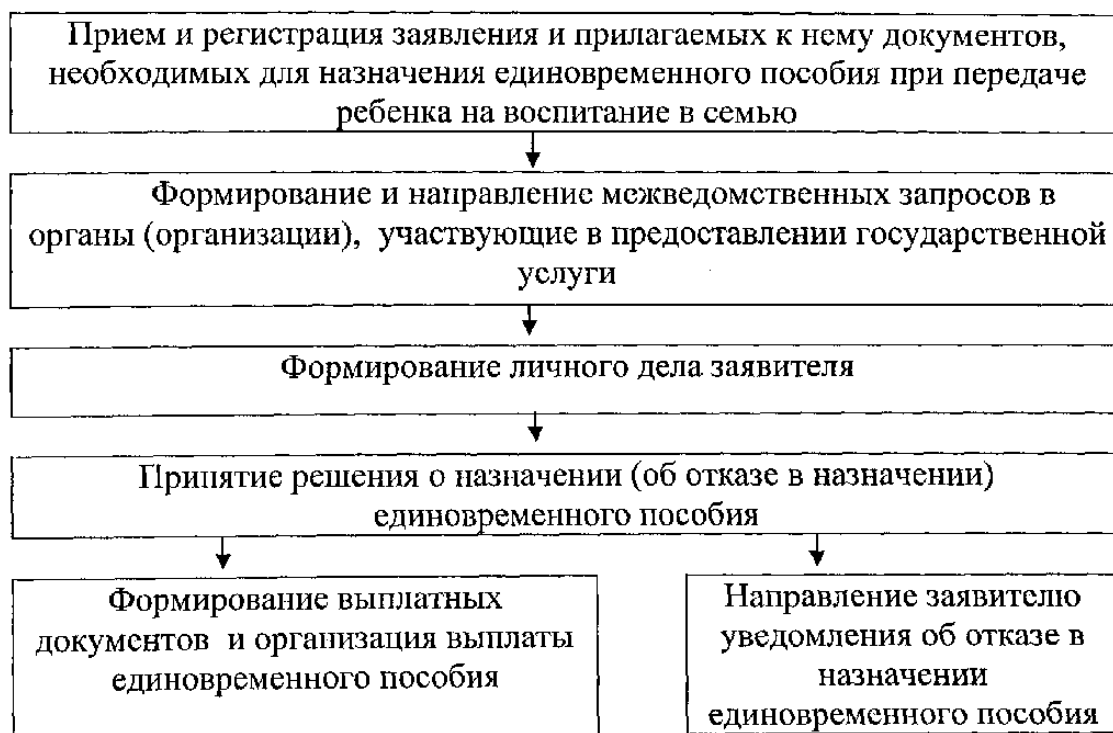 Прием и регистрация заявления и прилагаемых к нему документов,
необходимых для назначения единовременного пособия при передаче
ребенка на воспитание в семью
Формирование и направление межведомственных запросов в
органы (организации), участвующие в предоставлении государственной
услуги
Формирование личного дела заявителя
Принятие решения о назначении (об отказе в назначении)
единовременного пособия
Формирование выплатных
документов и организация выплаты
единовременного пособия
Направление заявителю
уведомления об отказе в
назначении
единовременного пособия